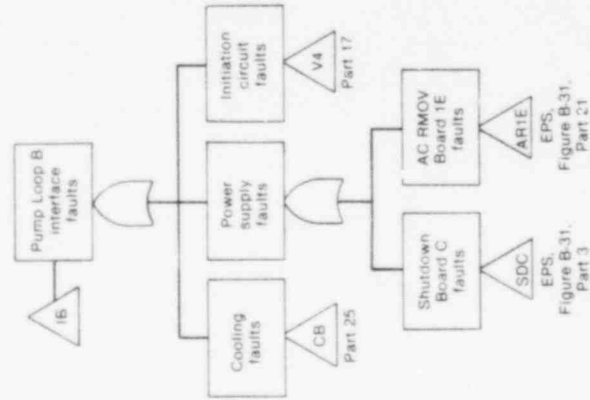 Pump Loop B
interface
faults
IB
Cooling
faults
CB
Part 25
Power
supply
faults
Initiation
circuit
faults
V4
Part 17
Shutdown
Board C
faults
SDC
EPS,
Figure B-31,
Part 3
AC RMOV
Board 1E
faults
AR1E
EPS,
Figure B-31,
Part 21